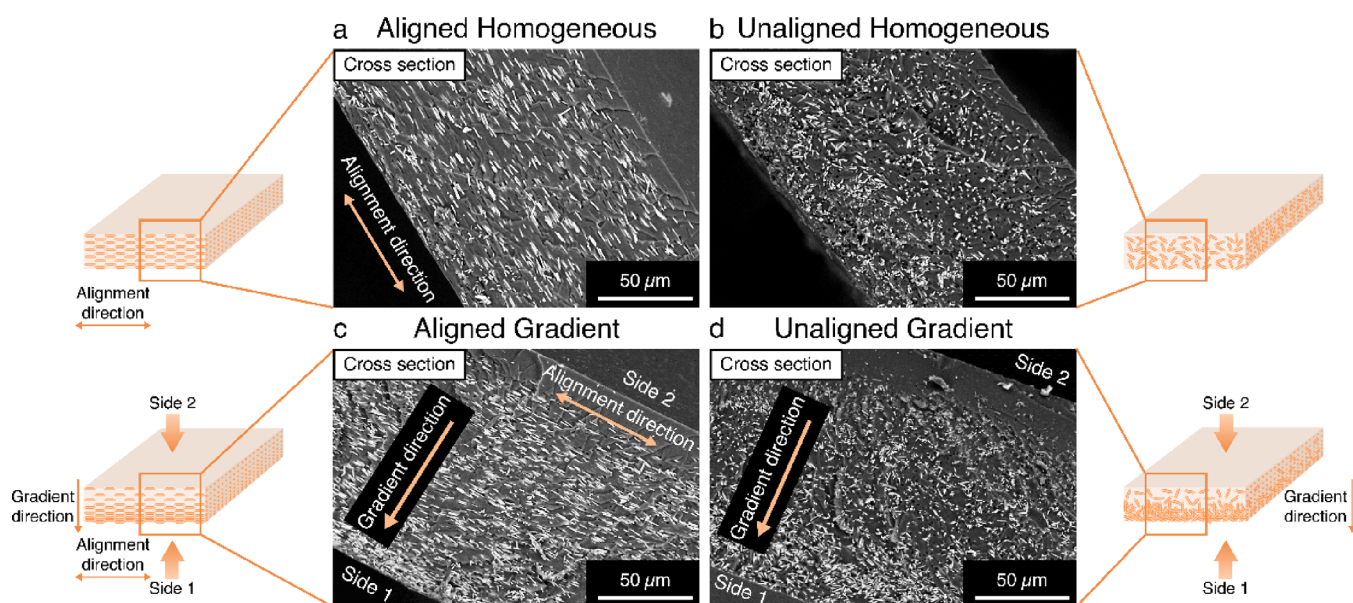 a Aligned Homogeneous
b Unaligned Homogeneous
Cross section
Cross section
Alignment direction
50 µm
50 µm
Alignment
direction
c Aligned Gradient
d Unaligned Gradient
Cross section
Cross section
Side 2
Alignment direction
Gradient direction
Side 1
50 µm
Side 2
Gradient direction
Side 1
50 µm
Side 2
Gradient
direction
Alignment
direction
Side 1
Side 2
Gradient
direction
Side 1